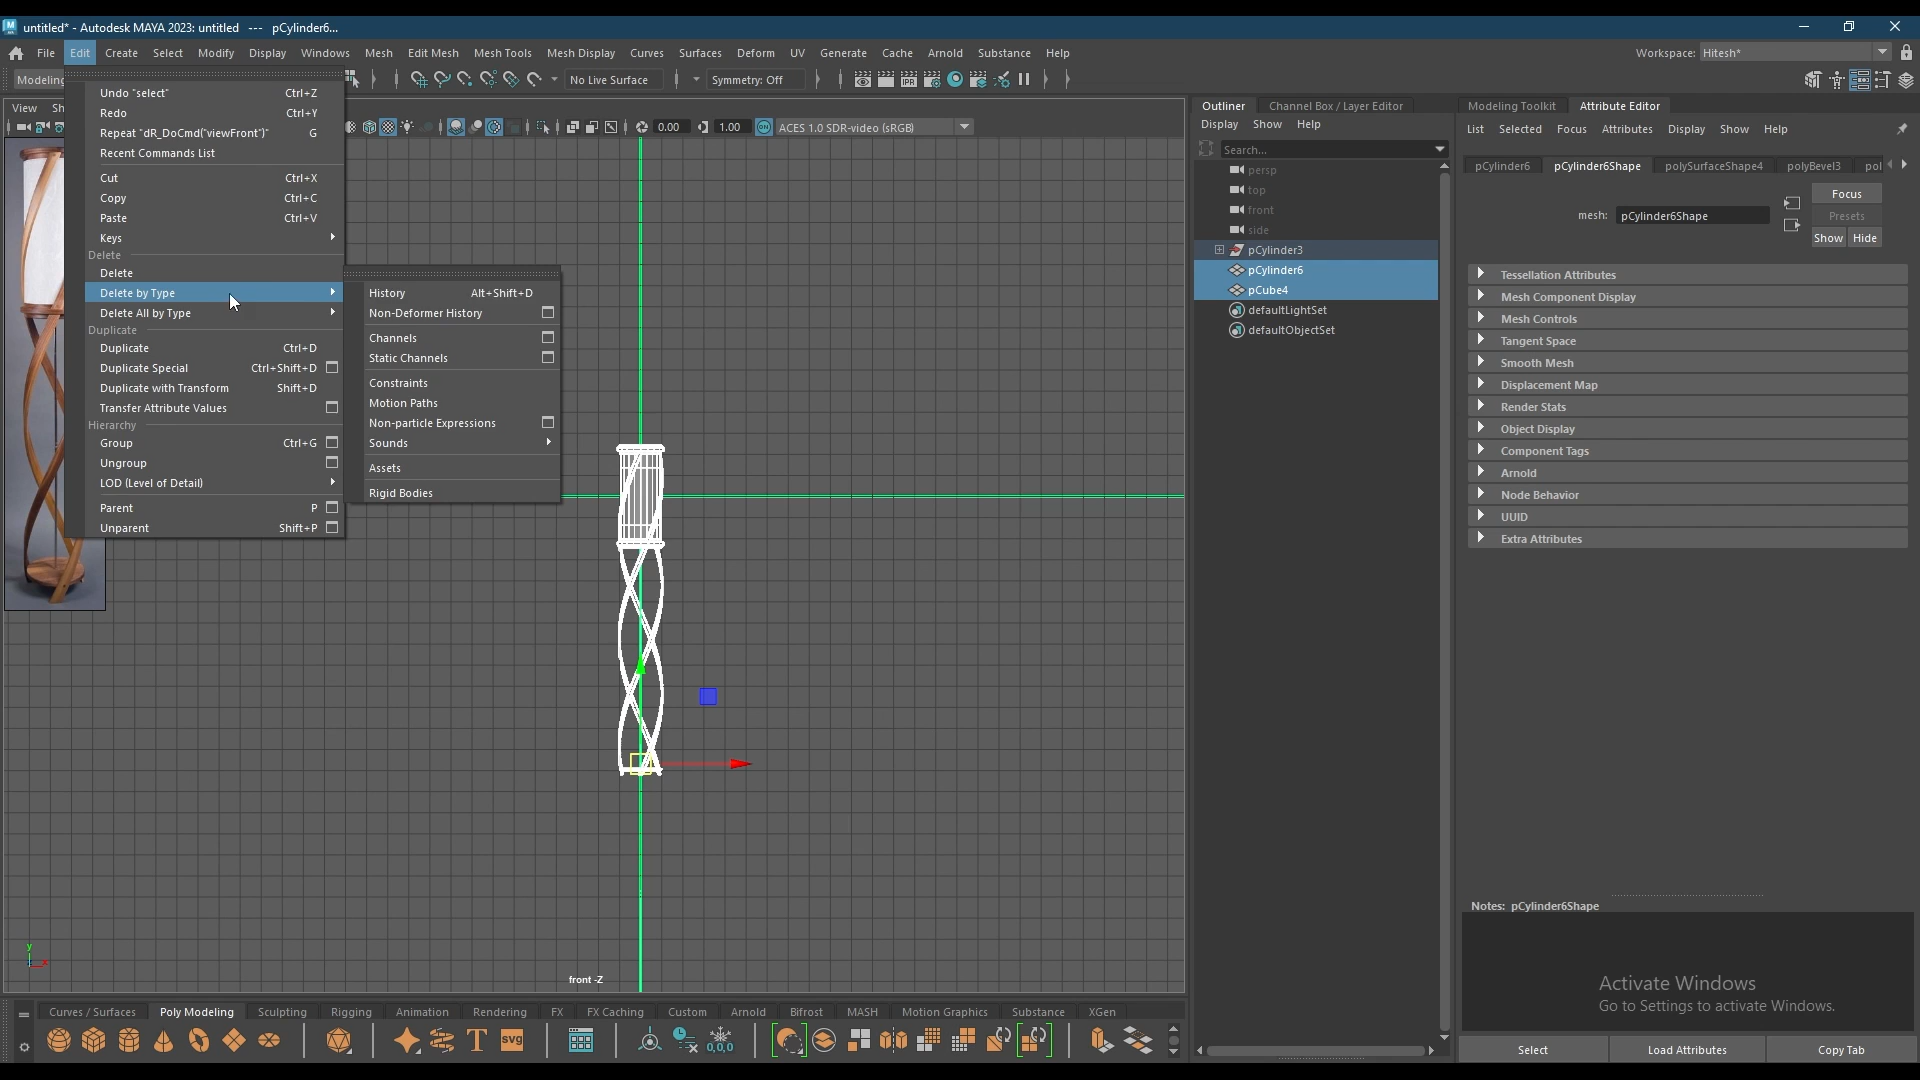 untitled* - Autodesk MAYA 2023: untitled --- pCylinder6...
File Edit Create Select Modify Display Windows Mesh Edit Mesh Mesh Tools Mesh Display Curves Surfaces Deform UV Generate Cache Arnold Substance Help
Workspace: Hitesh*
Modeling
No Live Surface
Symmetry: Off
View
0.00
1.00
ACES 1.0 SDR-video (sRGB)
Undo "select" Ctrl+Z
Redo Ctrl+Y
Repeat "dR_DoCmd("viewFront")" G
Recent Commands List
Cut Ctrl+X
Copy Ctrl+C
Paste Ctrl+V
Keys
Delete
Delete
Delete by Type
Delete All by Type
Duplicate
Duplicate Ctrl+D
Duplicate Special Ctrl+Shift+D
Duplicate with Transform Shift+D
Transfer Attribute Values
Hierarchy
Group Ctrl+G
Ungroup
LOD (Level of Detail)
Parent P
Unparent Shift+P
History Alt+Shift+D
Non-Deformer History
Channels
Static Channels
Constraints
Motion Paths
Non-particle Expressions
Sounds
Assets
Rigid Bodies
front -Z
Outliner Channel Box / Layer Editor
Display Show Help
Search...
persp
top
front
side
pCylinder3
pCylinder6
pCube4
defaultLightSet
defaultObjectSet
Modeling Toolkit Attribute Editor
List Selected Focus Attributes Display Show Help
pCylinder6 pCylinder6Shape polySurfaceShape4 polyBevel3 pol
Focus
mesh: pCylinder6Shape
Presets
Show Hide
Tessellation Attributes
Mesh Component Display
Mesh Controls
Tangent Space
Smooth Mesh
Displacement Map
Render Stats
Object Display
Component Tags
Arnold
Node Behavior
UUID
Extra Attributes
Notes: pCylinder6Shape
Activate Windows
Go to Settings to activate Windows.
Select Load Attributes Copy Tab
Curves / Surfaces Poly Modeling Sculpting Rigging Animation Rendering FX FX Caching Custom Arnold Bifrost MASH Motion Graphics Substance XGen